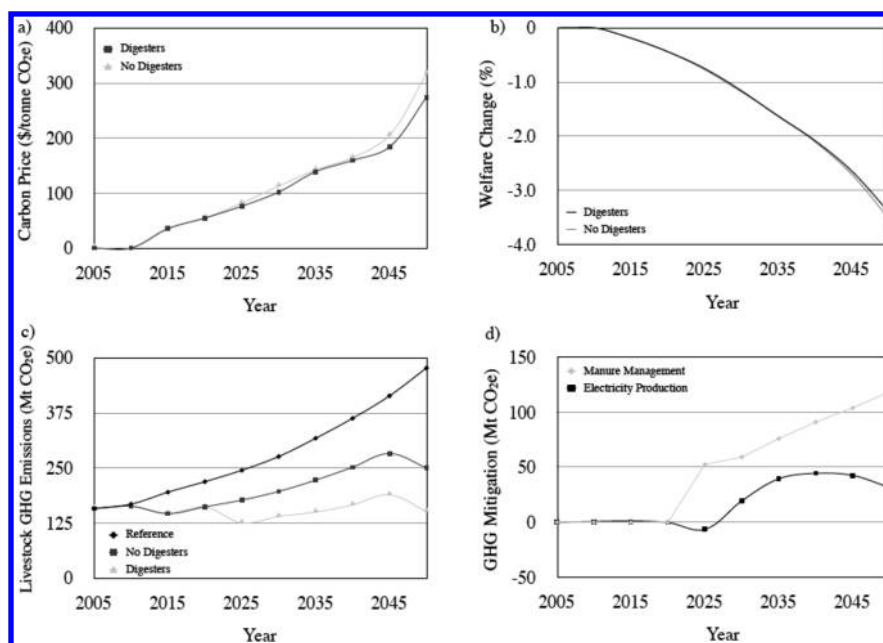 a)
Carbon Price ($/tonne CO₂e)
400
300
200
100
0
Digesters
No Digesters
2005 2015 2025 2035 2045
Year
b)
Welfare Change (%)
0
-1.0
-2.0
-3.0
-4.0
Digesters
No Digesters
2005 2015 2025 2035 2045
Year
c)
Livestock GHG Emissions (Mt CO₂e)
500
375
250
125
0
Reference
No Digesters
Digesters
2005 2015 2025 2035 2045
Year
d)
GHG Mitigation (Mt CO₂e)
150
100
50
0
-50
Manure Management
Electricity Production
2005 2015 2025 2035 2045
Year